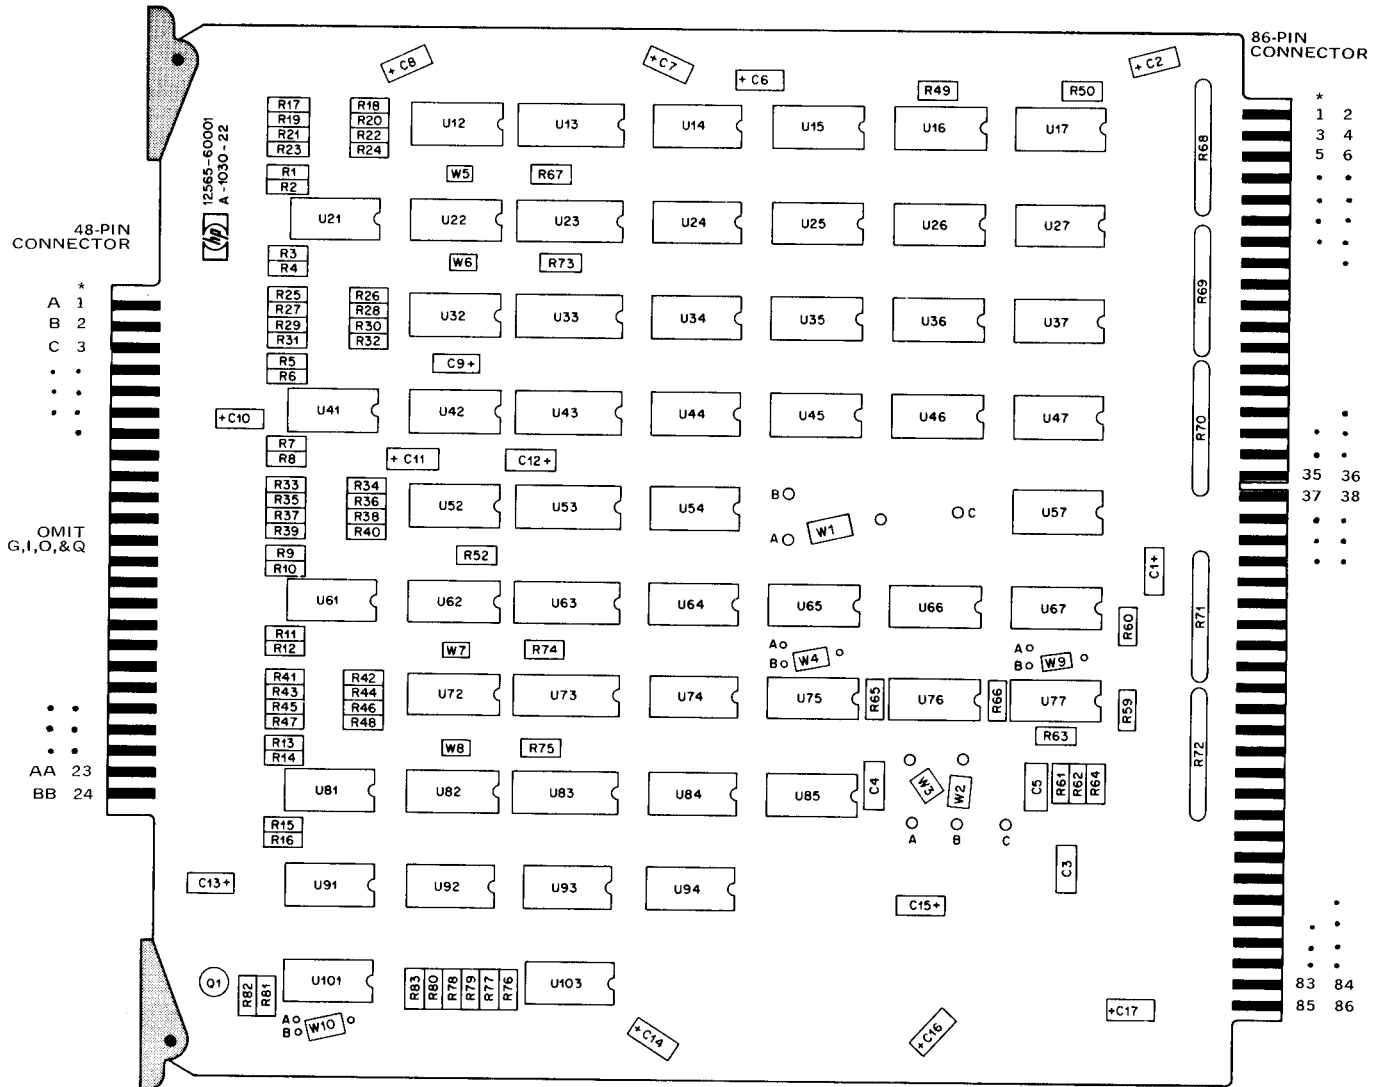 86-PIN
CONNECTOR
+ C8
+ C7
+ C6
+ C2
R49
R50
*
R17
R19
R21
R23
R18
R20
R22
R24
U12
U13
U14
U15
U16
U17
R68
1 2
3 4
5 6
12565-60001
A-1030-22
hp
R1
R2
W5
R67
U21
U22
U23
U24
U25
U26
U27
48-PIN
CONNECTOR
R3
R4
W6
R73
R69
*
A 1
B 2
C 3
R25
R27
R29
R31
R26
R28
R30
R32
U32
U33
U34
U35
U36
U37
R5
R6
C9+
+C10
U41
U42
U43
U44
U45
U46
U47
R70
R7
R8
+ C11
C12+
35 36
37 38
R33
R35
R37
R39
R34
R36
R38
R40
U52
U53
U54
B
A
W1
C
U57
OMIT
G,I,O,&Q
R9
R10
R52
C1+
U61
U62
U63
U64
U65
U66
U67
R60
R71
R11
R12
W7
R74
A
B
W4
A
B
W9
R41
R43
R45
R47
R42
R44
R46
R48
U72
U73
U74
U75
R65
U76
R66
U77
R59
R63
R13
R14
W8
R75
R72
AA 23
BB 24
U81
U82
U83
U84
U85
C4
W3
W2
C5
R61
R62
R64
R15
R16
A
B
C
C13+
U91
U92
U93
U94
C3
C15+
Q1
R82
R81
U101
R83
R80
R78
R79
R77
R76
U103
83 84
85 86
A
B
W10
+C14
+C16
+C17